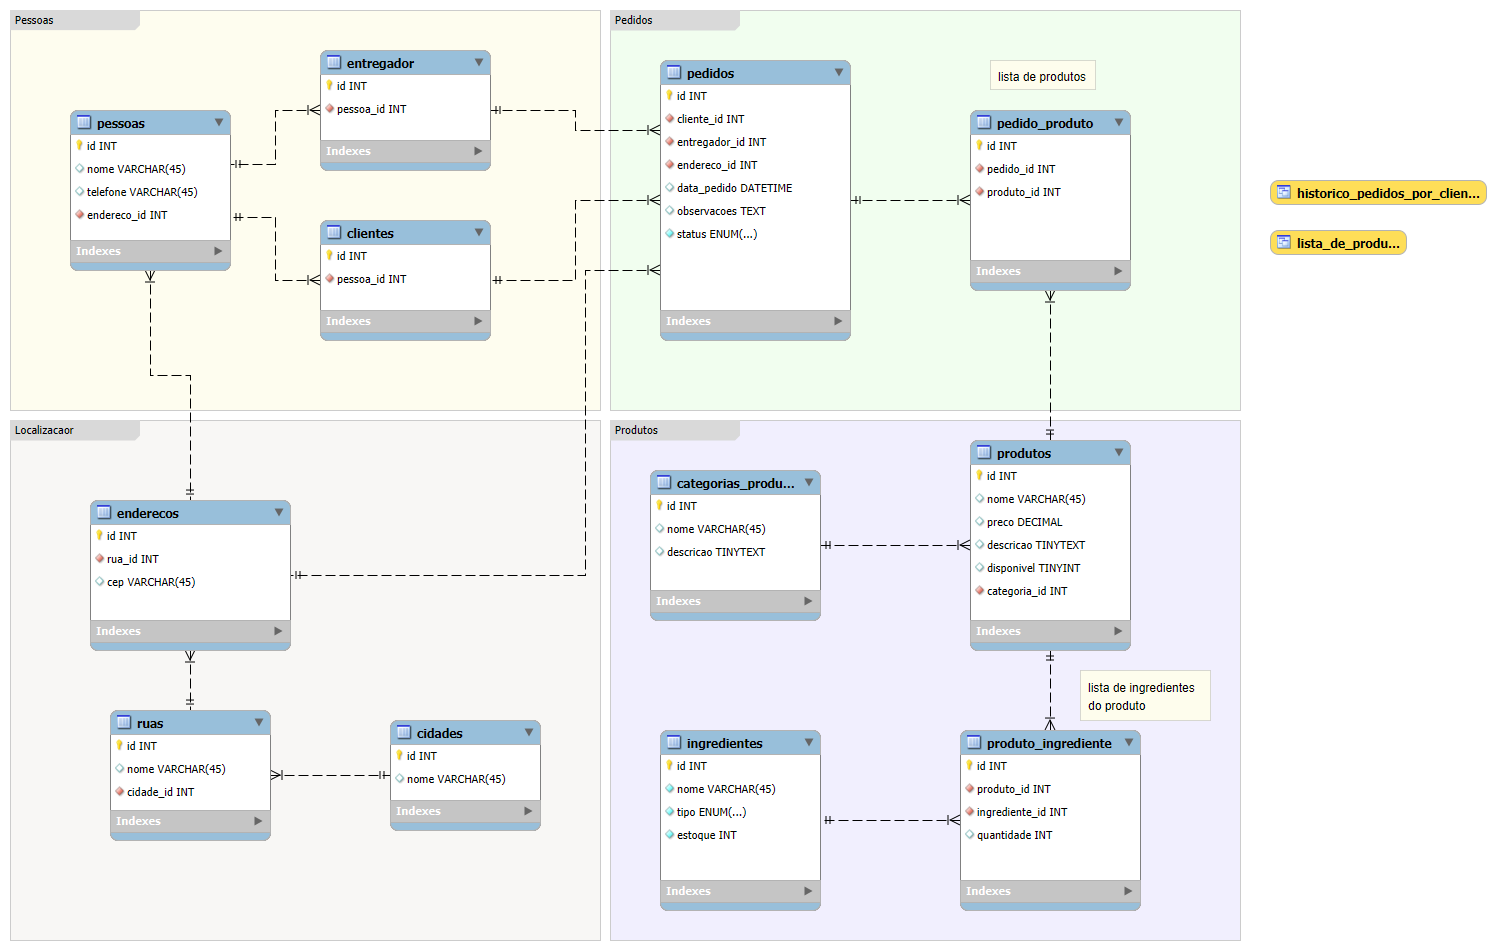 Pessoas
entregador
id INT
pessoa_id INT
Indexes
pessoas
id INT
nome VARCHAR(45)
telefone VARCHAR(45)
endereco_id INT
Indexes
clientes
id INT
pessoa_id INT
Indexes
Pedidos
pedidos
id INT
cliente_id INT
entregador_id INT
endereco_id INT
data_pedido DATETIME
observacoes TEXT
status ENUM(...)
Indexes
lista de produtos
pedido_produto
id INT
pedido_id INT
produto_id INT
Indexes
historico_pedidos_por_clien...
lista_de_produ...
Localizacaor
enderecos
id INT
rua_id INT
cep VARCHAR(45)
Indexes
ruas
id INT
nome VARCHAR(45)
cidade_id INT
Indexes
cidades
id INT
nome VARCHAR(45)
Indexes
Produtos
categorias_produ...
id INT
nome VARCHAR(45)
descricao TINYTEXT
Indexes
produtos
id INT
nome VARCHAR(45)
preco DECIMAL
descricao TINYTEXT
disponivel TINYINT
categoria_id INT
Indexes
lista de ingredientes
do produto
ingredientes
id INT
nome VARCHAR(45)
tipo ENUM(...)
estoque INT
Indexes
produto_ingrediente
id INT
produto_id INT
ingrediente_id INT
quantidade INT
Indexes